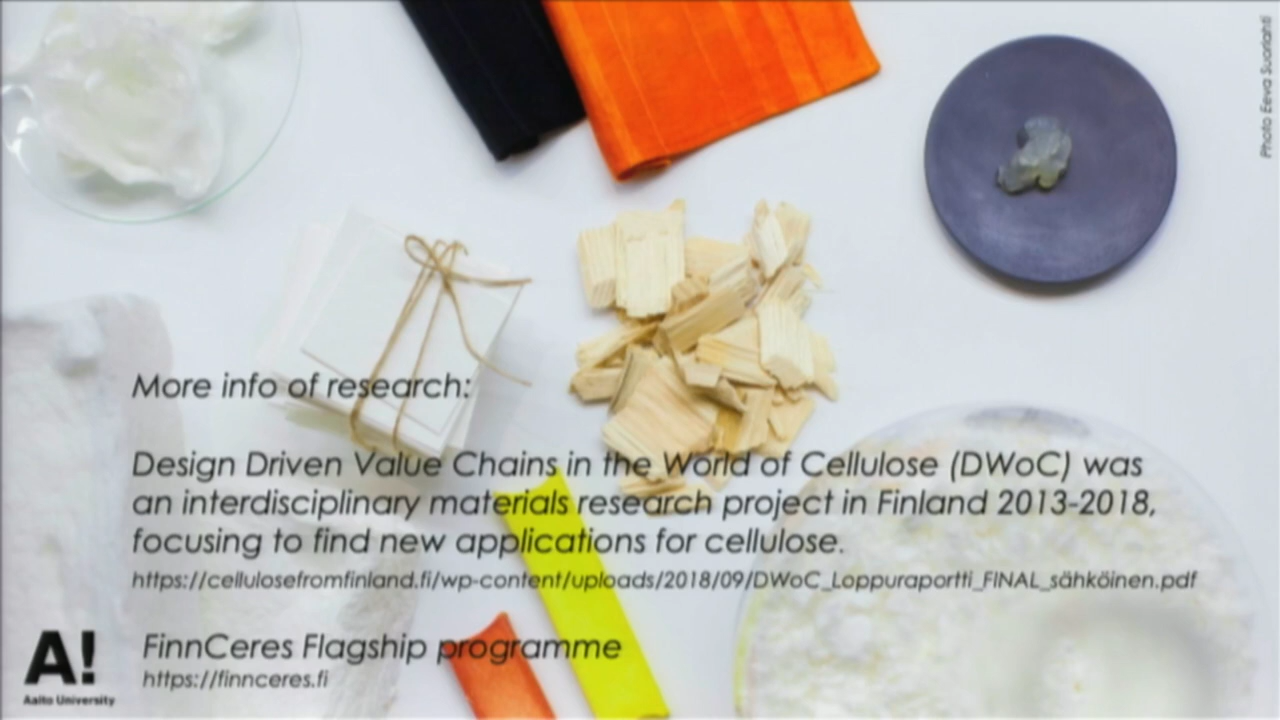 Photo Eeva Suorlahti
More info of research:
Design Driven Value Chains in the World of Cellulose (DWoC) was
an interdisciplinary materials research project in Finland 2013-2018,
focusing to find new applications for cellulose.
https://cellulosefromfinland.fi/wp-content/uploads/2018/09/DWoC_Loppuraportti_FINAL_sähköinen.pdf
A!
Aalto University
FinnCeres Flagship programme
https://finnceres.fi